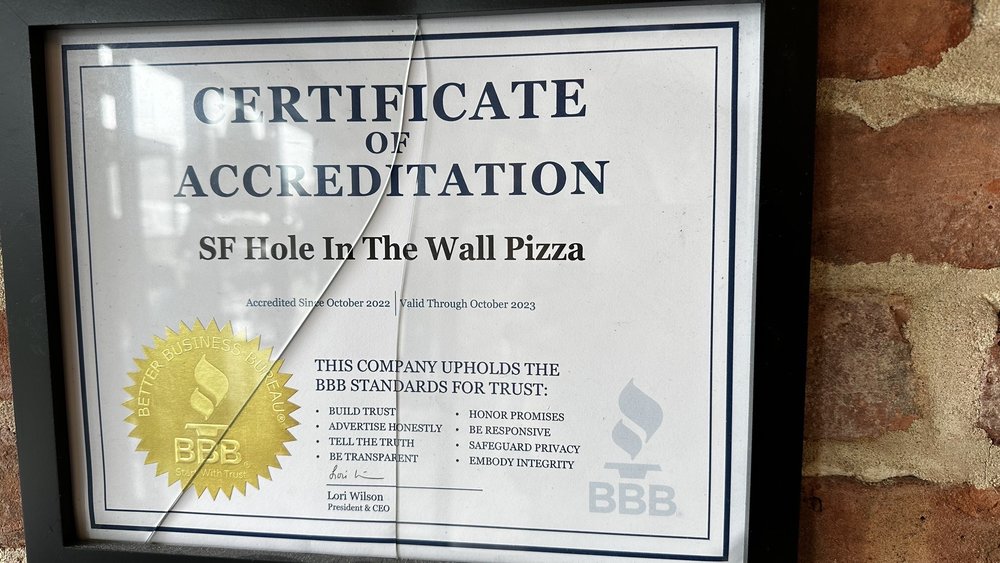 CERTIFICATE
OF
ACCREDITATION
SF Hole In The Wall Pizza
Accredited Since October 2022 | Valid Through October 2023
BETTER BUSINESS BUREAU®
BBB®
Start With Trust
THIS COMPANY UPHOLDS THE
BBB STANDARDS FOR TRUST:
• BUILD TRUST
• ADVERTISE HONESTLY
• TELL THE TRUTH
• BE TRANSPARENT
• HONOR PROMISES
• BE RESPONSIVE
• SAFEGUARD PRIVACY
• EMBODY INTEGRITY
Lori Wilson
President & CEO
BBB